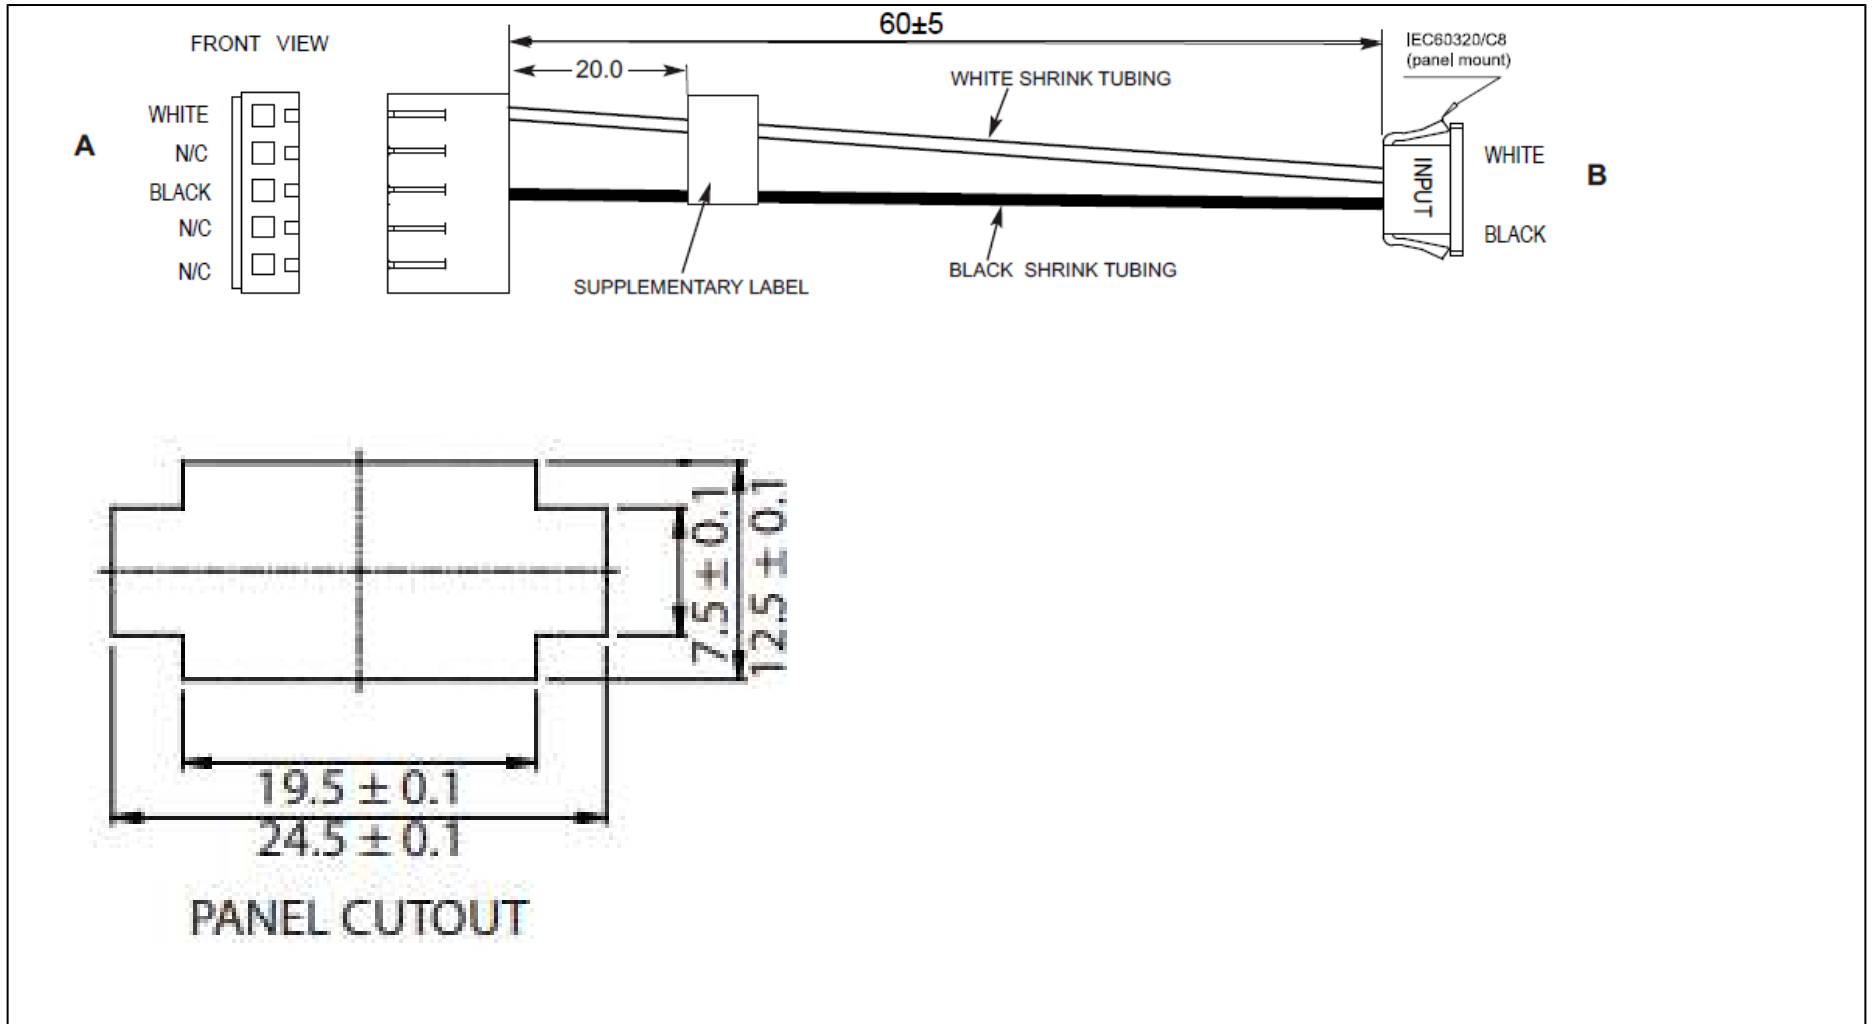 60±5
FRONT VIEW
IEC60320/C8
(panel mount)
20.0
WHITE SHRINK TUBING
WHITE
A
N/C
BLACK
N/C
N/C
INPUT
WHITE
B
BLACK
SUPPLEMENTARY LABEL
BLACK SHRINK TUBING
7.5 ± 0.1
12.5 ± 0.1
19.5 ± 0.1
24.5 ± 0.1
PANEL CUTOUT